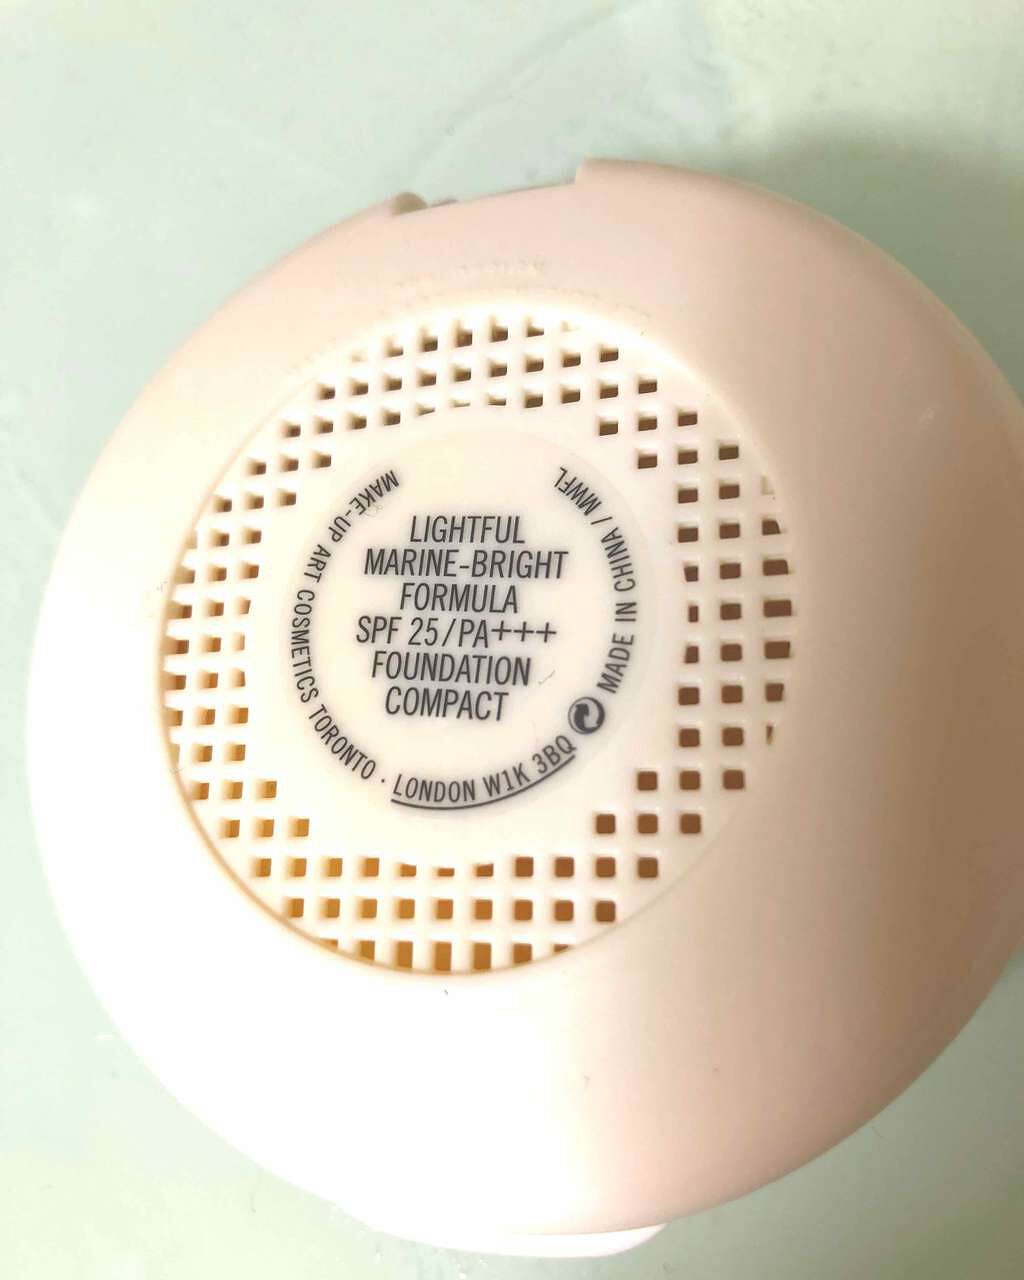 LIGHTFUL
MARINE-BRIGHT
FORMULA
SPF 25/PA+++
FOUNDATION
COMPACT
MAKE-UP ART COSMETICS TORONTO · LONDON W1K 3BQ
MADE IN CHINA / MWFL